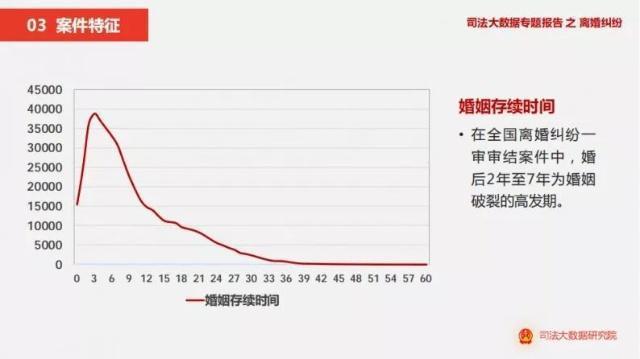 03 案件特征
司法大数据专题报告 之 离婚纠纷
45000
40000
35000
30000
25000
20000
15000
10000
5000
0
0 3 6 9 12 15 18 21 24 27 30 33 36 39 42 45 48 51 54 57 60
婚姻存续时间
婚姻存续时间
• 在全国离婚纠纷一
审审结案件中，婚
后2年至7年为婚姻
破裂的高发期。
司法大数据研究院